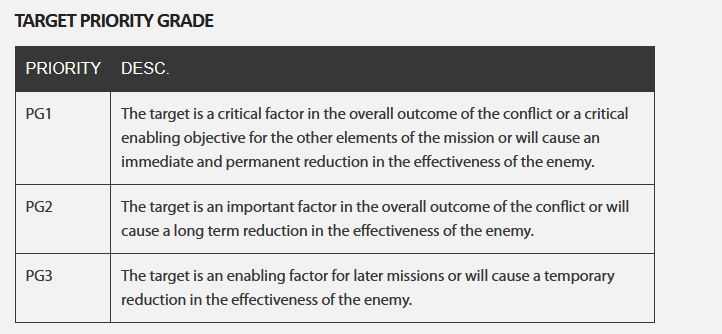 TARGET PRIORITY GRADE
PRIORITY DESC.
PG1 The target is a critical factor in the overall outcome of the conflict or a critical
enabling objective for the other elements of the mission or will cause an
immediate and permanent reduction in the effectiveness of the enemy.
PG2 The target is an important factor in the overall outcome of the conflict or will
cause a long term reduction in the effectiveness of the enemy.
PG3 The target is an enabling factor for later missions or will cause a temporary
reduction in the effectiveness of the enemy.